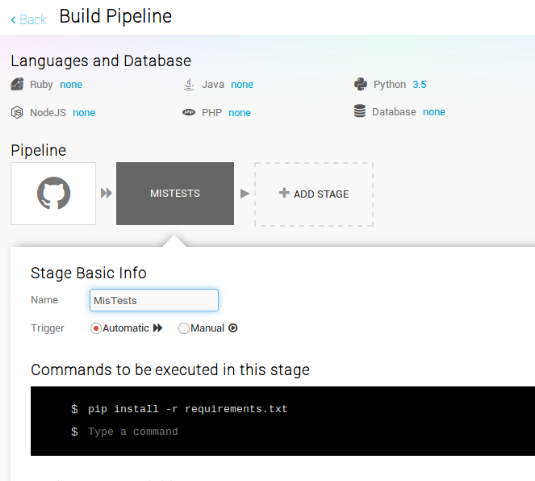 Back Build Pipeline
Languages and Database
Ruby none Java none Python 3.5
NodeJS none PHP none Database none
Pipeline
MISTESTS ADD STAGE
Stage Basic Info
Name MisTests
Trigger Automatic Manual
Commands to be executed in this stage
$ pip install -r requirements.txt
$ Type a command